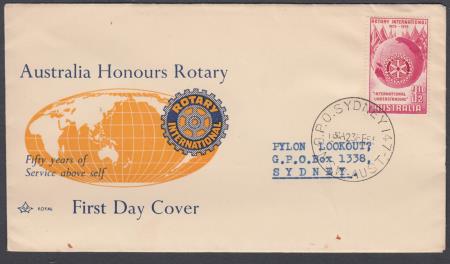 Australia Honours Rotary
ROTARY
INTERNATIONAL
Fifty years of
Service above self
ROYAL
First Day Cover
ROTARY INTERNATIONAL
1905-1955
"INTERNATIONAL
UNDERSTANDING"
AUSTRALIA
G.P.O. SYDNEY
PYLON LOOKOUT?
G.P.O.Box 1338,
SYDNEY.